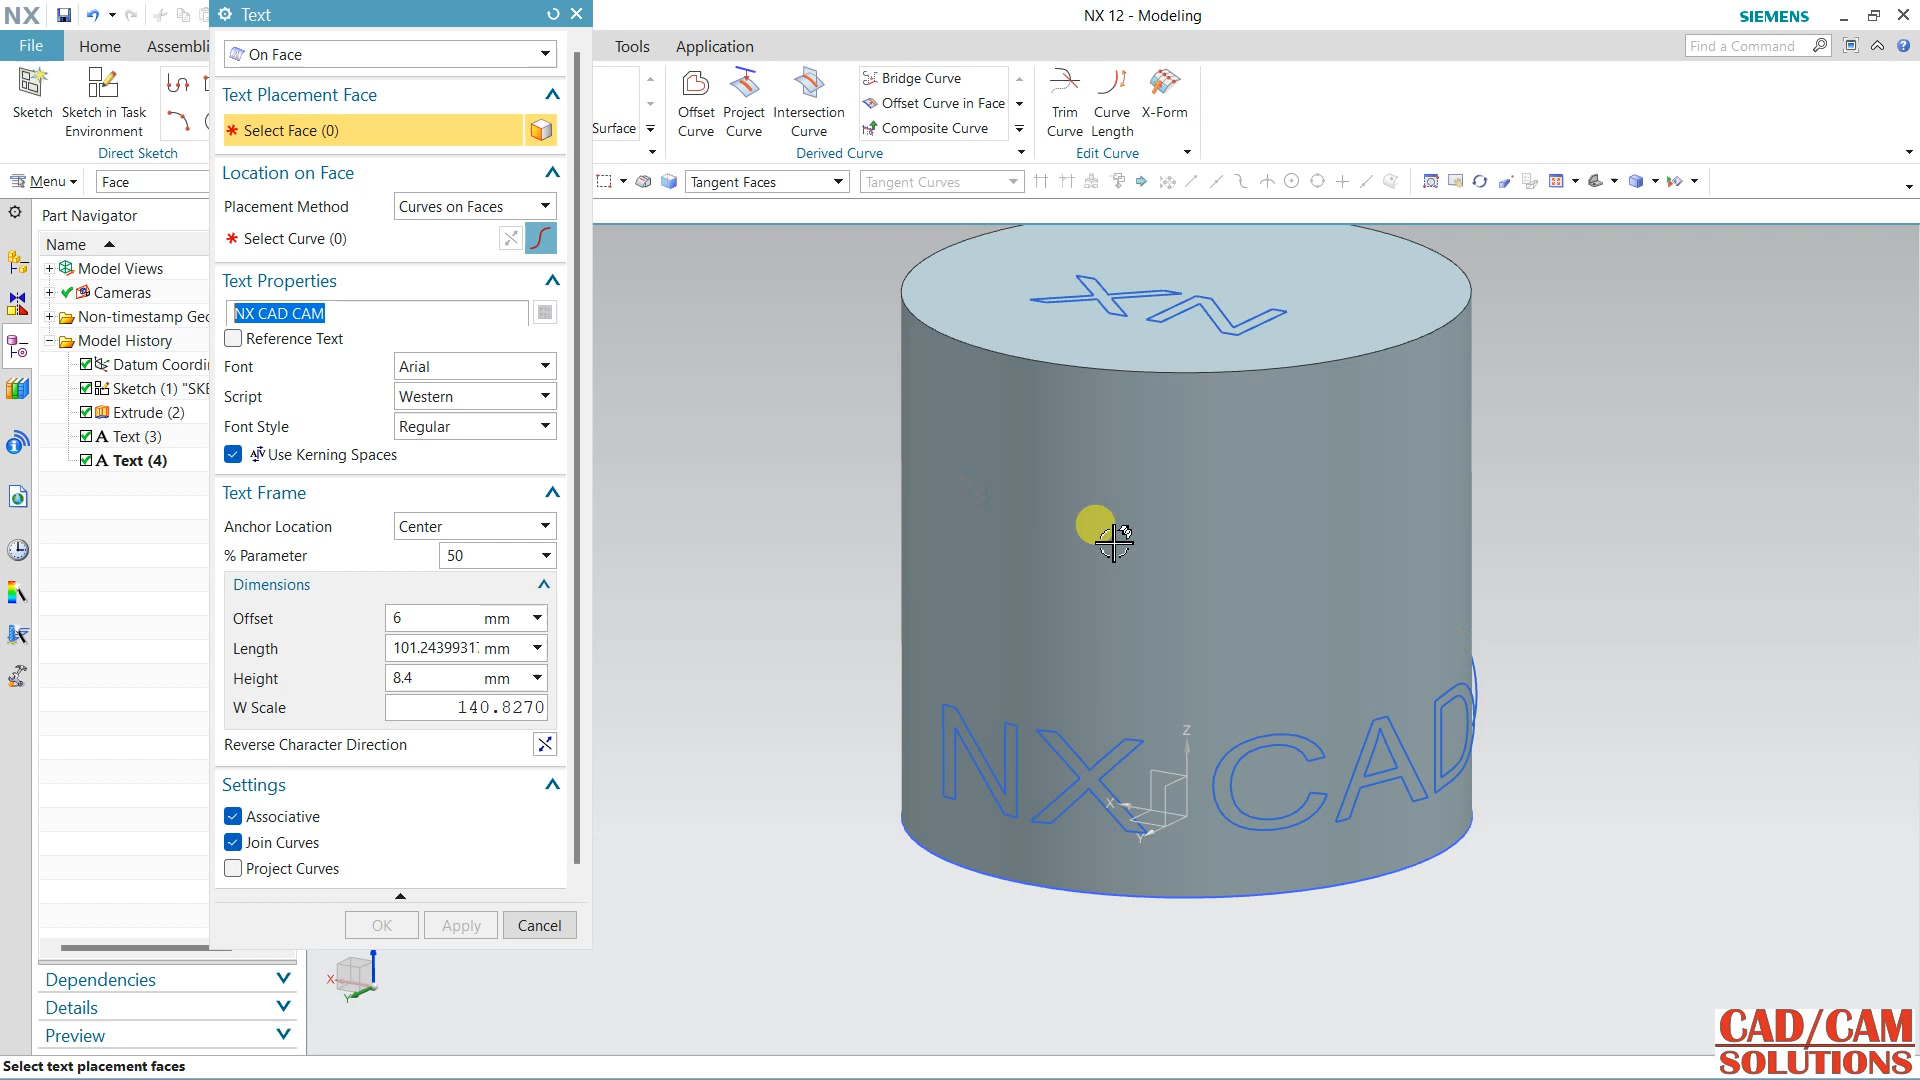 NX
Text
NX 12 - Modeling
SIEMENS
File
Home
Assembli
Tools
Application
Find a Command
Sketch
Sketch in Task Environment
Direct Sketch
Surface
Offset Curve
Project Curve
Intersection Curve
Bridge Curve
Offset Curve in Face
Composite Curve
Derived Curve
Trim Curve
Curve Length
X-Form
Edit Curve
Menu
Face
Tangent Faces
Tangent Curves
On Face
Text Placement Face
* Select Face (0)
Location on Face
Placement Method
Curves on Faces
* Select Curve (0)
Text Properties
NX CAD CAM
Reference Text
Font
Arial
Script
Western
Font Style
Regular
Use Kerning Spaces
Text Frame
Anchor Location
Center
% Parameter
50
Dimensions
Offset
6 mm
Length
101.24399317 mm
Height
8.4 mm
W Scale
140.8270
Reverse Character Direction
Settings
Associative
Join Curves
Project Curves
OK
Apply
Cancel
Part Navigator
Name
Model Views
Cameras
Non-timestamp Geo
Model History
Datum Coordi
Sketch (1) "SKE
Extrude (2)
Text (3)
Text (4)
Dependencies
Details
Preview
NX
NX CAD
Z
X
Y
X
Y
CAD/CAM
SOLUTIONS
Select text placement faces